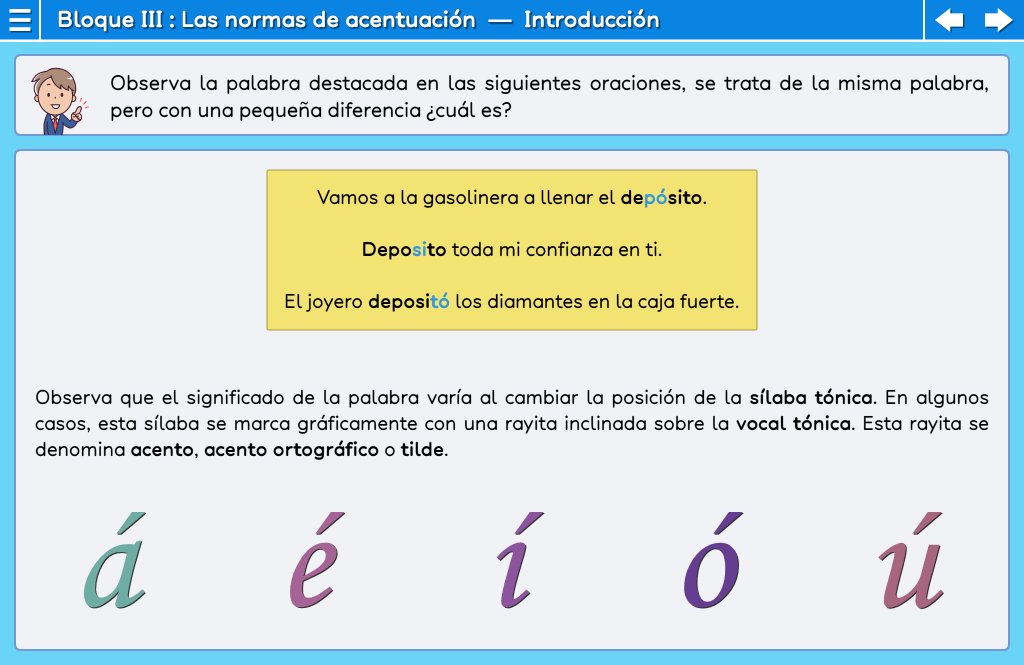 Bloque III : Las normas de acentuación — Introducción
Observa la palabra destacada en las siguientes oraciones, se trata de la misma palabra,
pero con una pequeña diferencia ¿cuál es?
Vamos a la gasolinera a llenar el depósito.
Deposito toda mi confianza en ti.
El joyero depositó los diamantes en la caja fuerte.
Observa que el significado de la palabra varía al cambiar la posición de la sílaba tónica. En algunos
casos, esta sílaba se marca gráficamente con una rayita inclinada sobre la vocal tónica. Esta rayita se
denomina acento, acento ortográfico o tilde.
á é í ó ú